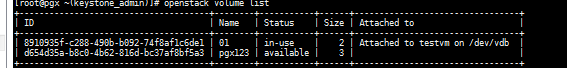 [root@pgx ~(keystone_admin)]# openstack volume list
+--------------------------------------+--------+-----------+------+---------------------------------+
| ID | Name | Status | Size | Attached to |
+--------------------------------------+--------+-----------+------+---------------------------------+
| 8910935f-c288-490b-b092-74f8af1c6de1 | 01 | in-use | 2 | Attached to testvm on /dev/vdb
| d654d35a-b8c0-4b62-816d-bc37af8bf5a3 | pgx123 | available | 3 | |
+--------------------------------------+--------+-----------+------+---------------------------------+